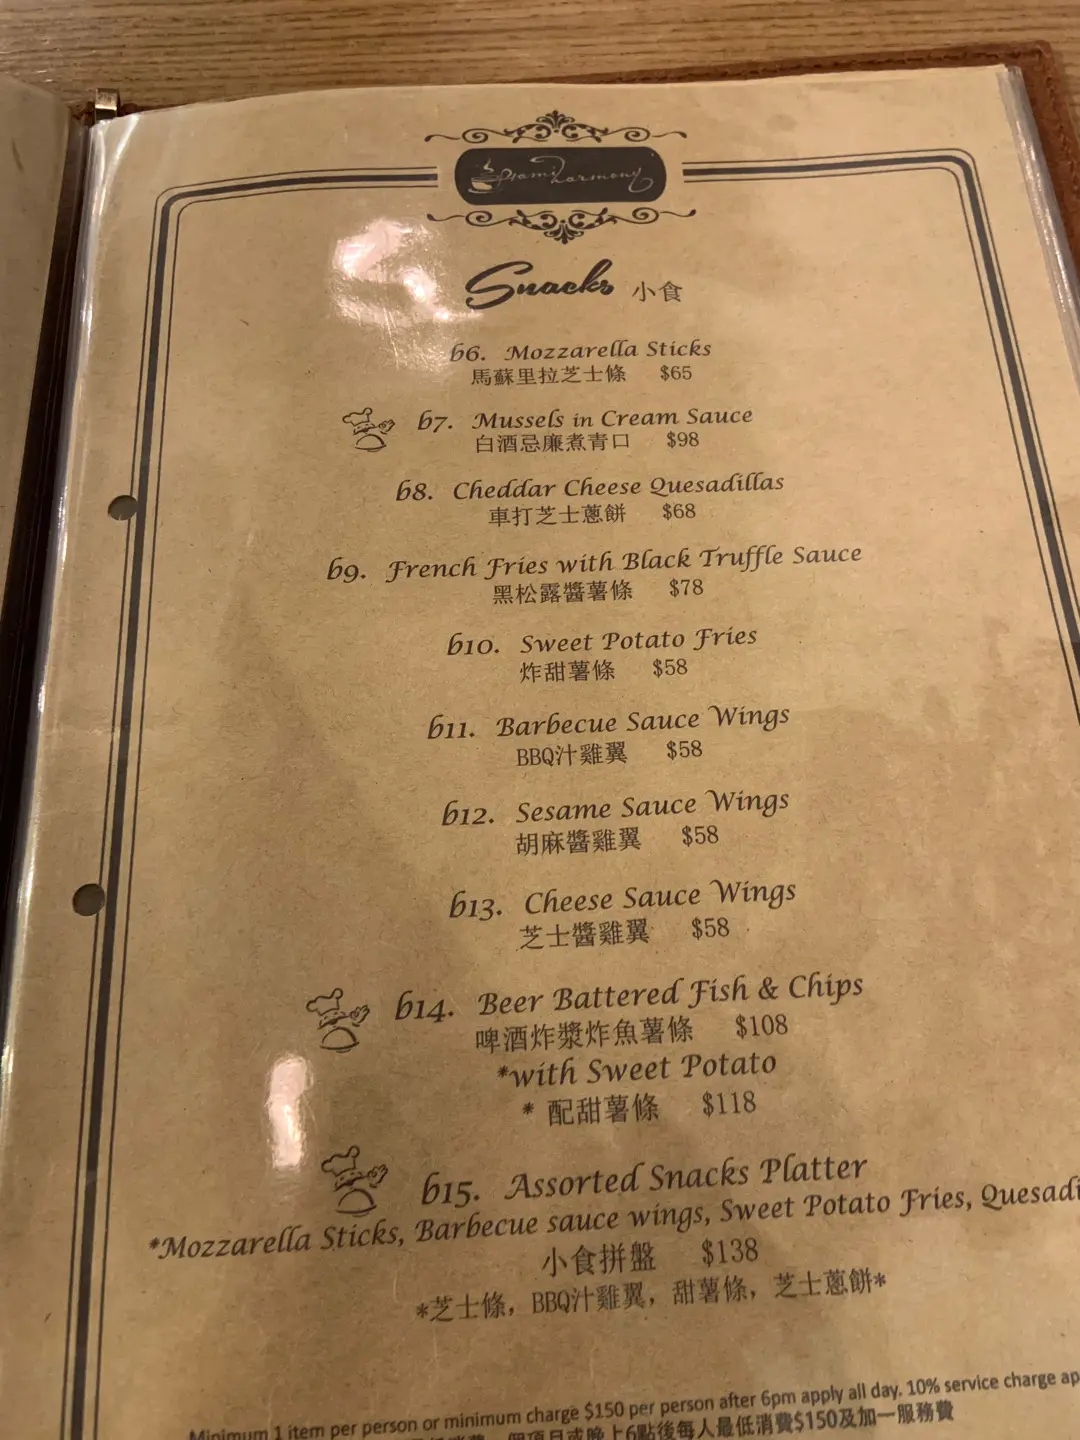 Snacks 小食
b6. Mozzarella Sticks
馬蘇里拉芝士條 $65
b7. Mussels in Cream Sauce
白酒忌廉煮青口 $98
b8. Cheddar Cheese Quesadillas
車打芝士蔥餅 $68
b9. French Fries with Black Truffle Sauce
黑松露醬薯條 $78
b10. Sweet Potato Fries
炸甜薯條 $58
b11. Barbecue Sauce Wings
BBQ汁雞翼 $58
b12. Sesame Sauce Wings
胡麻醬雞翼 $58
b13. Cheese Sauce Wings
芝士醬雞翼 $58
b14. Beer Battered Fish & Chips
啤酒炸漿炸魚薯條 $108
*with Sweet Potato
* 配甜薯條 $118
b15. Assorted Snacks Platter
*Mozzarella Sticks, Barbecue sauce wings, Sweet Potato Fries, Quesadi
小食拼盤 $138
*芝士條, BBQ汁雞翼, 甜薯條, 芝士蔥餅*
Minimum 1 item per person or minimum charge $150 per person after 6pm apply all day. 10% service charge ap
個項目或晚上6點後每人最低消費$150及加一服務費